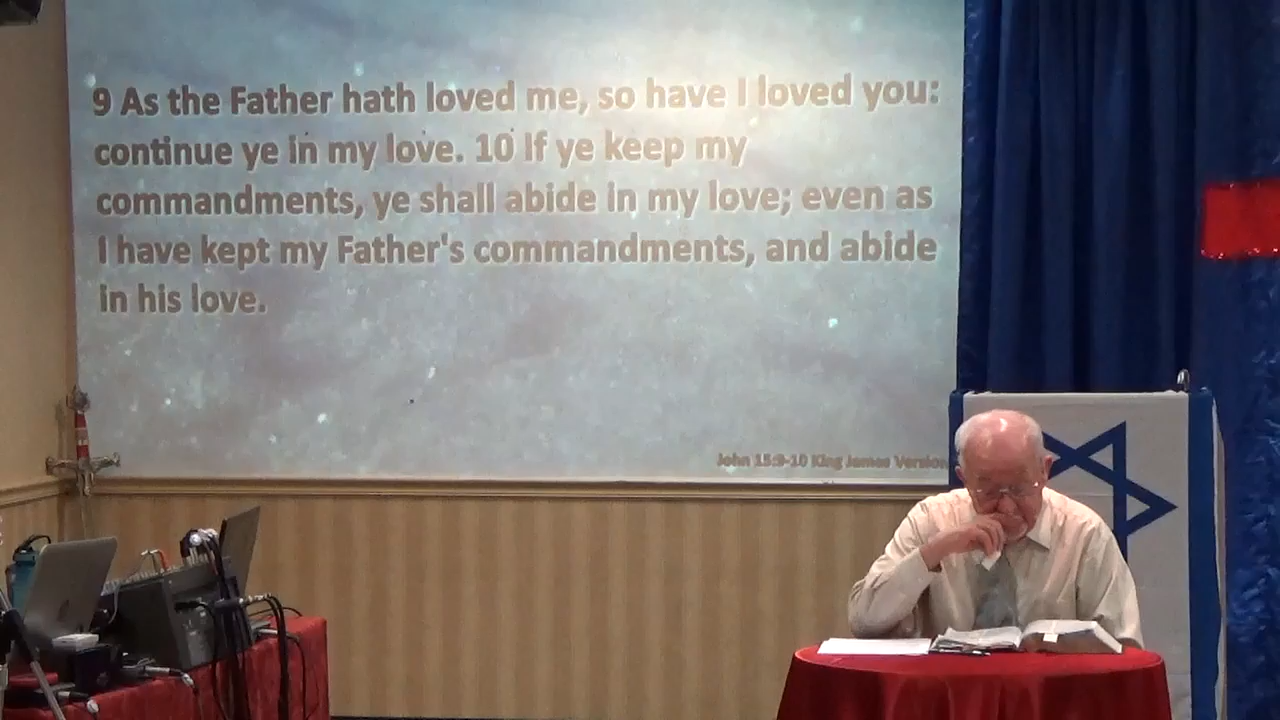 9 As the Father hath loved me, so have I loved you:
continue ye in my love. 10 If ye keep my
commandments, ye shall abide in my love; even as
I have kept my Father's commandments, and abide
in his love.
John 15:9-10 King James Version